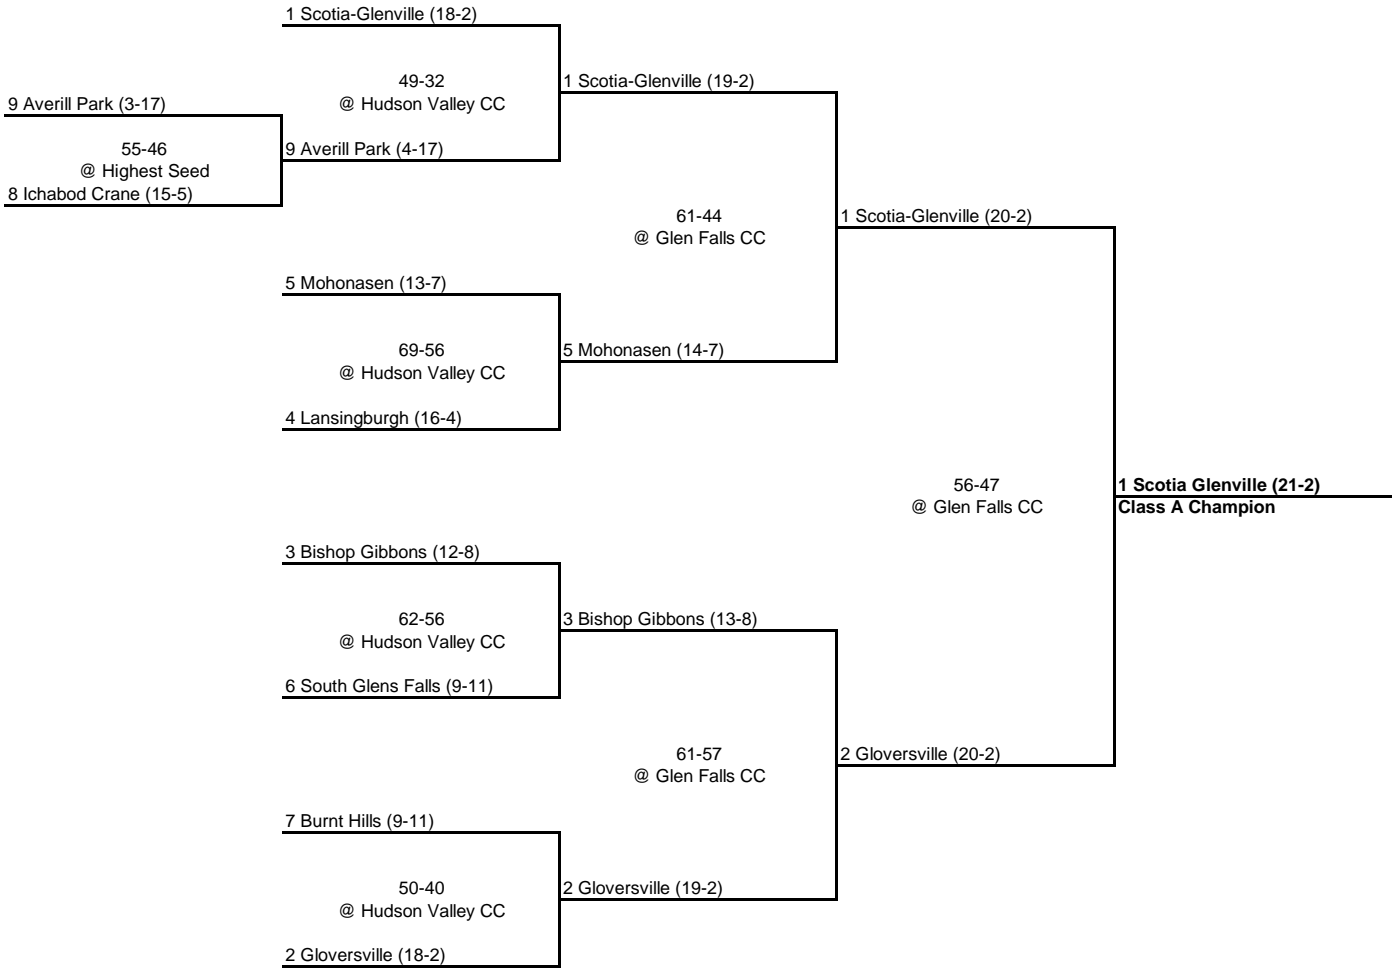 1 Scotia-Glenville (18-2)
49-32
@ Hudson Valley CC
1 Scotia-Glenville (19-2)
9 Averill Park (3-17)
55-46
@ Highest Seed
9 Averill Park (4-17)
8 Ichabod Crane (15-5)
61-44
@ Glen Falls CC
1 Scotia-Glenville (20-2)
5 Mohonasen (13-7)
69-56
@ Hudson Valley CC
5 Mohonasen (14-7)
4 Lansingburgh (16-4)
56-47
@ Glen Falls CC
1 Scotia Glenville (21-2)
Class A Champion
3 Bishop Gibbons (12-8)
62-56
@ Hudson Valley CC
3 Bishop Gibbons (13-8)
6 South Glens Falls (9-11)
61-57
@ Glen Falls CC
2 Gloversville (20-2)
7 Burnt Hills (9-11)
50-40
@ Hudson Valley CC
2 Gloversville (19-2)
2 Gloversville (18-2)